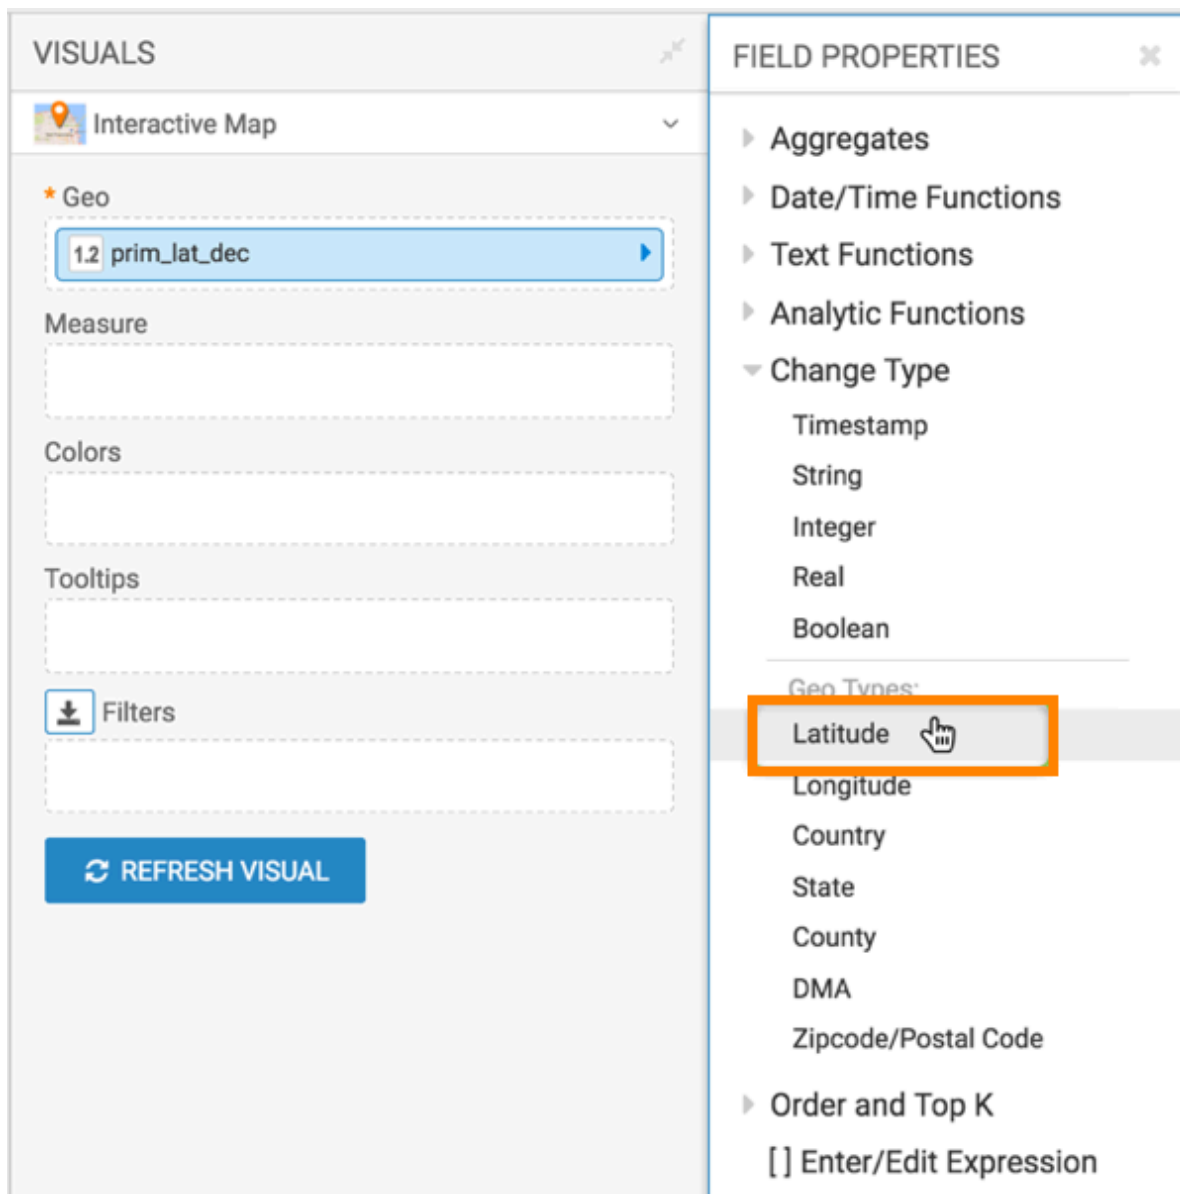 VISUALS
Interactive Map
* Geo
1.2 prim_lat_dec
Measure
Colors
Tooltips
Filters
REFRESH VISUAL
FIELD PROPERTIES
Aggregates
Date/Time Functions
Text Functions
Analytic Functions
Change Type
Timestamp
String
Integer
Real
Boolean
Geo Types:
Latitude
Longitude
Country
State
County
DMA
Zipcode/Postal Code
Order and Top K
[ ] Enter/Edit Expression